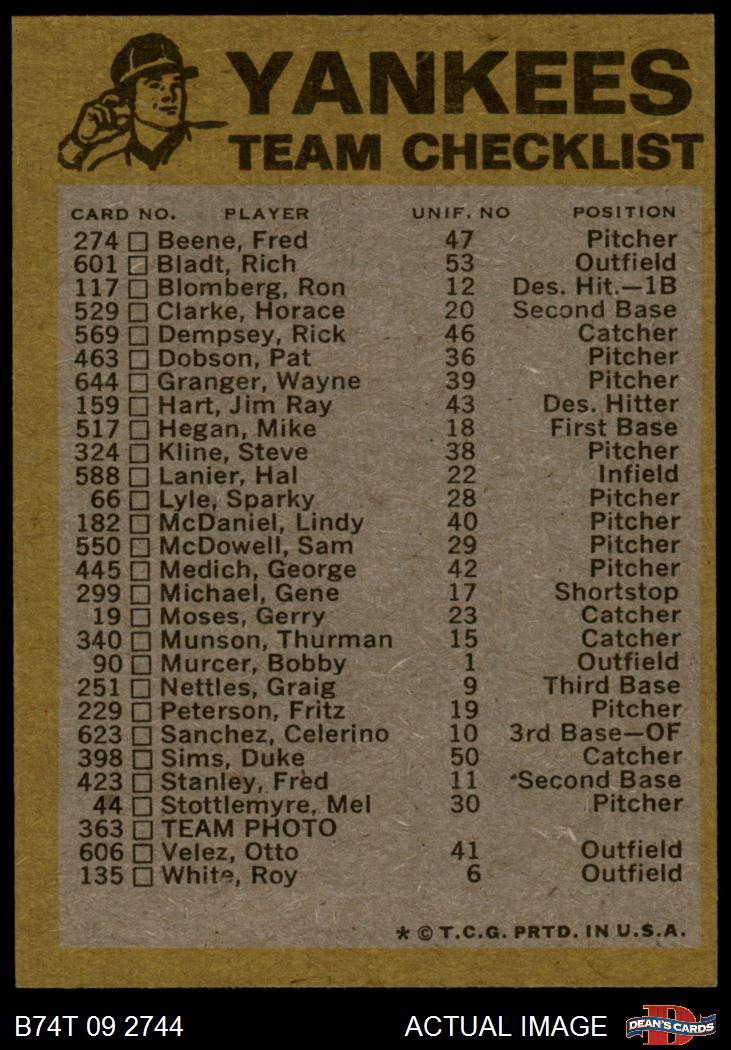 YANKEES
TEAM CHECKLIST
CARD NO. PLAYER UNIF. NO POSITION
274 Beene, Fred 47 Pitcher
601 Bladt, Rich 53 Outfield
117 Blomberg, Ron 12 Des. Hit.—1B
529 Clarke, Horace 20 Second Base
569 Dempsey, Rick 46 Catcher
463 Dobson, Pat 36 Pitcher
644 Granger, Wayne 39 Pitcher
159 Hart, Jim Ray 43 Des. Hitter
517 Hegan, Mike 18 First Base
324 Kline, Steve 38 Pitcher
588 Lanier, Hal 22 Infield
66 Lyle, Sparky 28 Pitcher
182 McDaniel, Lindy 40 Pitcher
550 McDowell, Sam 29 Pitcher
445 Medich, George 42 Pitcher
299 Michael, Gene 17 Shortstop
19 Moses, Gerry 23 Catcher
340 Munson, Thurman 15 Catcher
90 Murcer, Bobby 1 Outfield
251 Nettles, Graig 9 Third Base
229 Peterson, Fritz 19 Pitcher
623 Sanchez, Celerino 10 3rd Base—OF
398 Sims, Duke 50 Catcher
423 Stanley, Fred 11 Second Base
44 Stottlemyre, Mel 30 Pitcher
363 TEAM PHOTO
606 Velez, Otto 41 Outfield
135 White, Roy 6 Outfield
* © T.C.G. PRTD. IN U.S.A.
B74T 09 2744 ACTUAL IMAGE DEAN'S CARDS